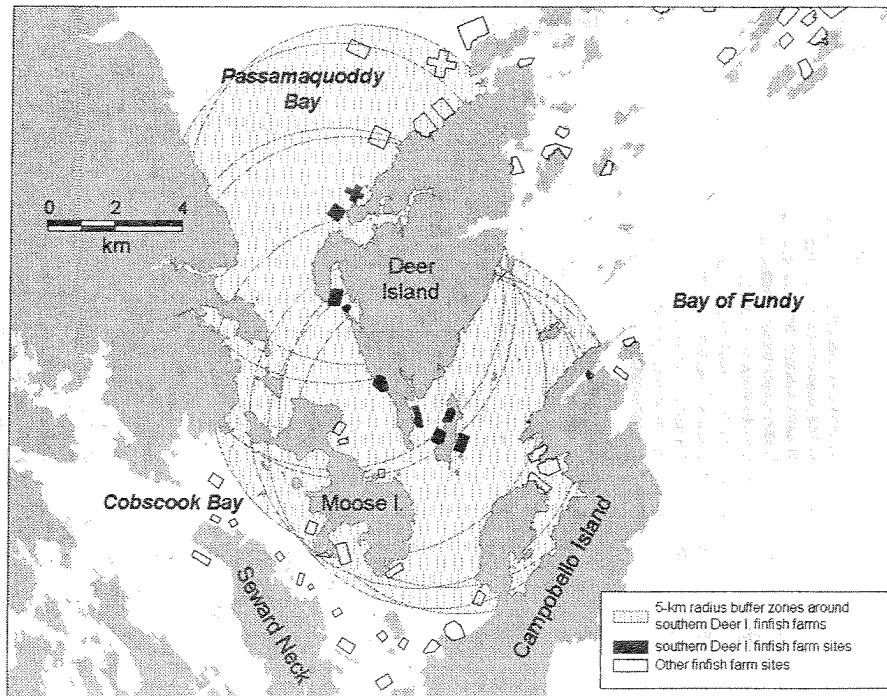 Passamaquoddy
Bay
0 2 4
km
Deer
Island
Bay of Fundy
Cobscook Bay
Moose I.
Seward Neck
Campobello Island
5-km radius buffer zones around
southern Deer I. finfish farms
southern Deer I. finfish farm sites
Other finfish farm sites